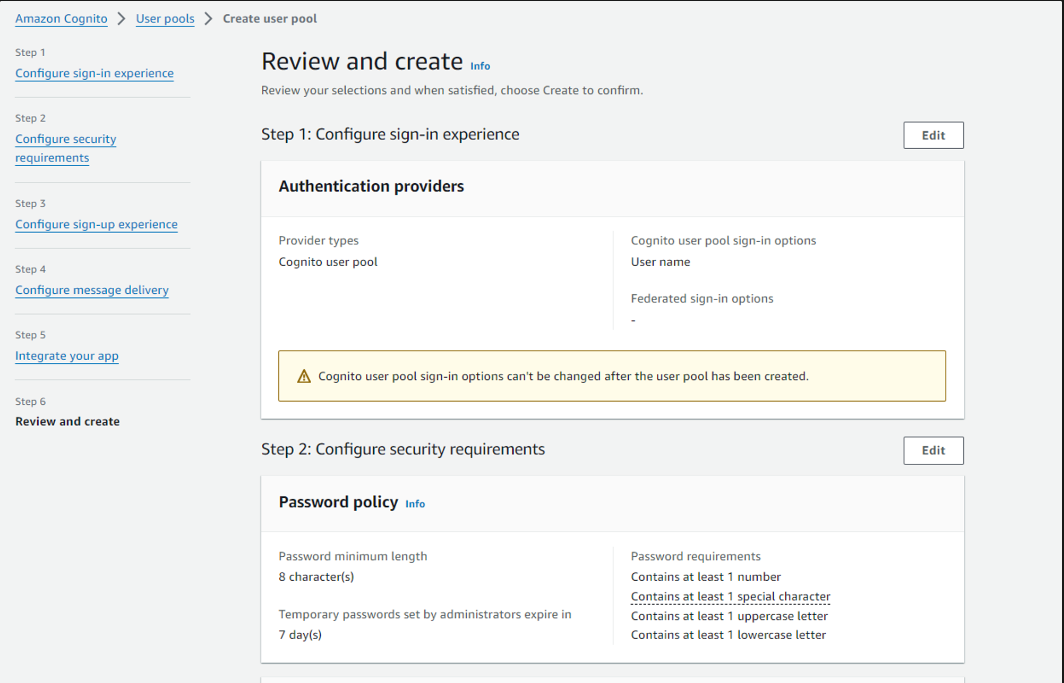 Amazon Cognito > User pools > Create user pool
Step 1
Configure sign-in experience
Step 2
Configure security
requirements
Step 3
Configure sign-up experience
Step 4
Configure message delivery
Step 5
Integrate your app
Step 6
Review and create
Review and create Info
Review your selections and when satisfied, choose Create to confirm.
Step 1: Configure sign-in experience
Edit
Authentication providers
Provider types
Cognito user pool
Cognito user pool sign-in options
User name
Federated sign-in options
-
Cognito user pool sign-in options can't be changed after the user pool has been created.
Step 2: Configure security requirements
Edit
Password policy Info
Password minimum length
8 character(s)
Temporary passwords set by administrators expire in
7 day(s)
Password requirements
Contains at least 1 number
Contains at least 1 special character
Contains at least 1 uppercase letter
Contains at least 1 lowercase letter